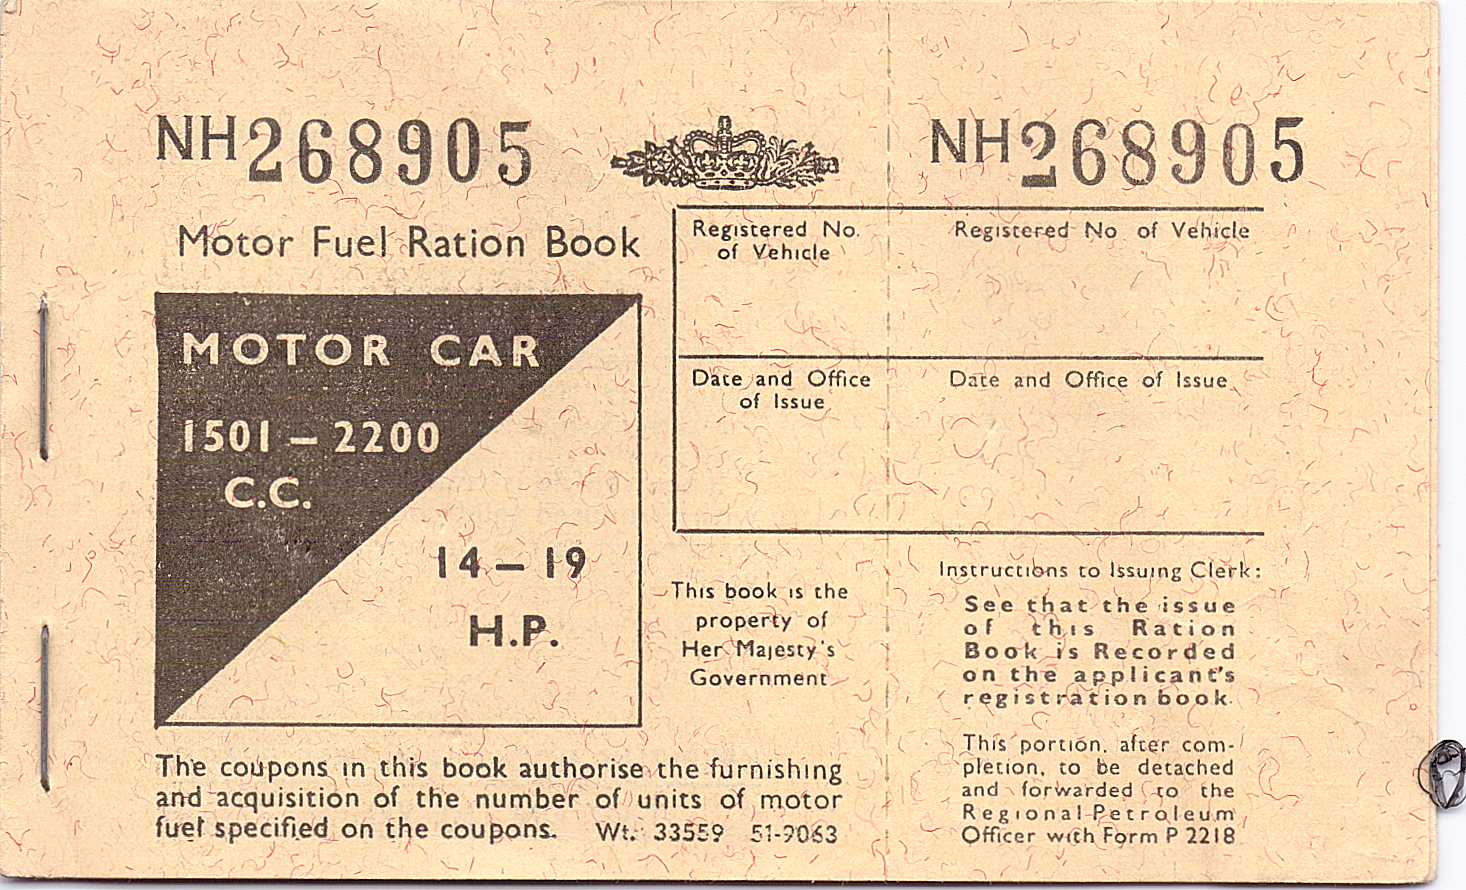 NH268905
Motor Fuel Ration Book
MOTOR CAR
1501 – 2200
C.C.
14 – 19
H.P.
The coupons in this book authorise the furnishing
and acquisition of the number of units of motor
fuel specified on the coupons. Wt. 33559 51-9063
Registered No.
of Vehicle
Date and Office
of Issue
This book is the
property of
Her Majesty's
Government
NH268905
Registered No of Vehicle
Date and Office of Issue
Instructions to Issuing Clerk:
See that the issue
of this Ration
Book is Recorded
on the applicant's
registration book.
This portion, after com-
pletion, to be detached
and forwarded to the
Regional Petroleum
Officer with Form P 2218